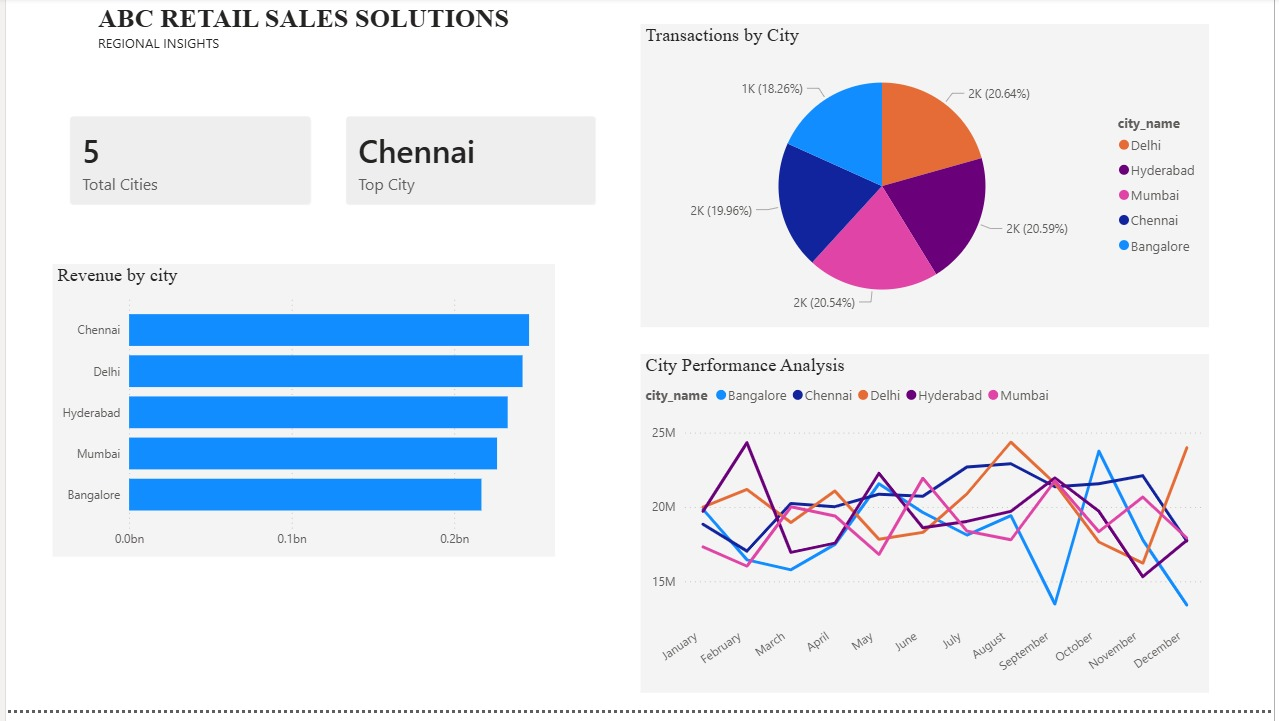 ABC RETAIL SALES SOLUTIONS
REGIONAL INSIGHTS
5
Total Cities
Chennai
Top City
Revenue by city
Chennai
Delhi
Hyderabad
Mumbai
Bangalore
0.0bn 0.1bn 0.2bn
Transactions by City
1K (18.26%)
2K (20.64%)
2K (19.96%)
2K (20.59%)
2K (20.54%)
city_name
Delhi
Hyderabad
Mumbai
Chennai
Bangalore
City Performance Analysis
city_name Bangalore Chennai Delhi Hyderabad Mumbai
25M
20M
15M
January February March April May June July August September October November December